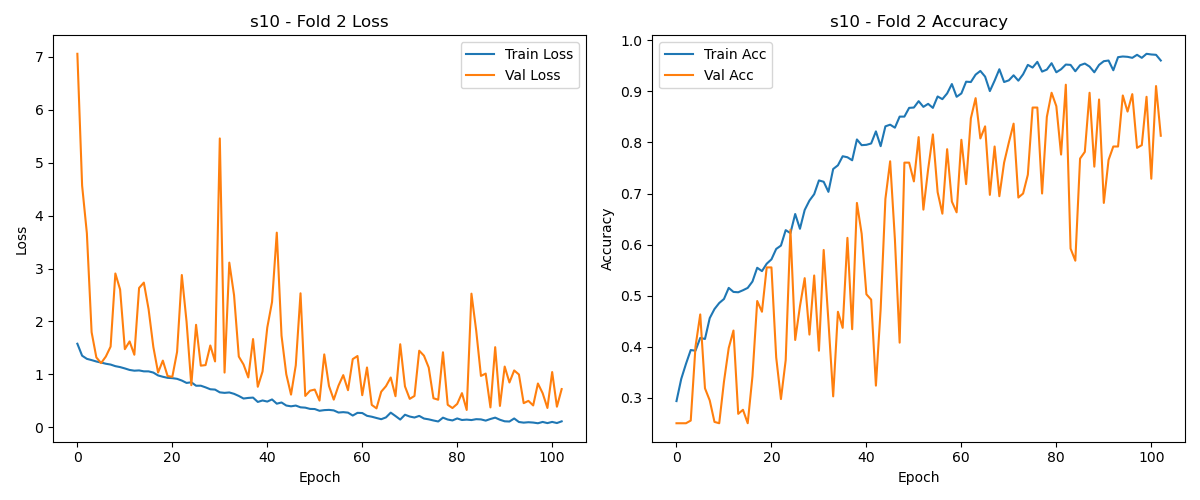 s10 - Fold 2 Loss
Train Loss
Val Loss
7
6
5
4
3
2
1
0
Loss
0 20 40 60 80 100
Epoch
s10 - Fold 2 Accuracy
Train Acc
Val Acc
1.0
0.9
0.8
0.7
0.6
0.5
0.4
0.3
Accuracy
0 20 40 60 80 100
Epoch